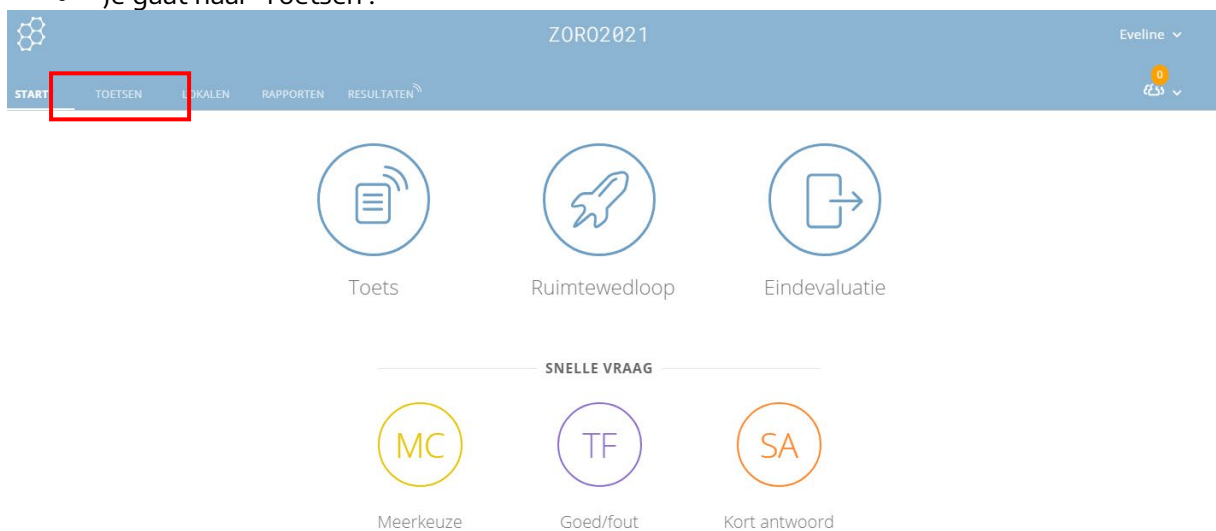 • Je gaat naar 'Toetsen'.
ZORO2021
Eveline
0
START TOETSEN LOKALEN RAPPORTEN RESULTATEN
Toets Ruimtewedloop Eindevaluatie
SNELLE VRAAG
MC TF SA
Meerkeuze Goed/fout Kort antwoord